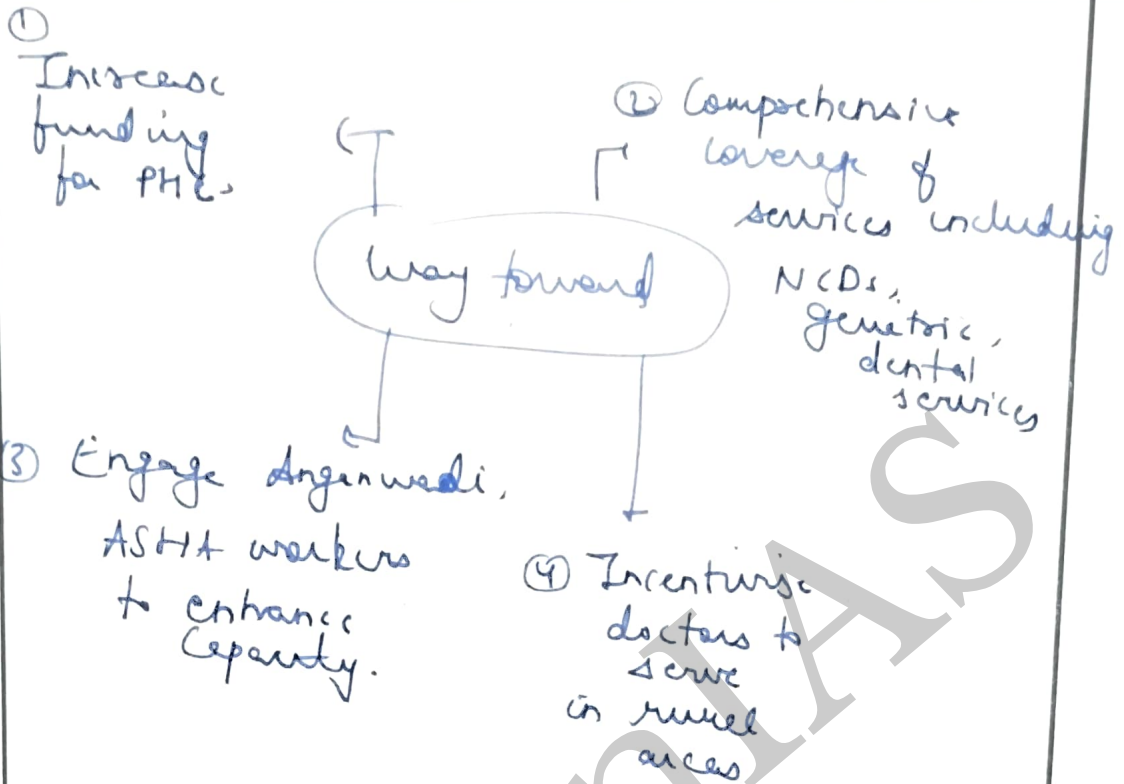 ①
Increase
funding
for PHCs
② Comprehensive
coverage of
services including
NCDs,
geriatric,
dental
services
Way forward
③ Engage Anganwadi,
ASHA workers
to enhance
Capacity.
④ Incentivise
doctors to
serve
in rural
areas
IAS